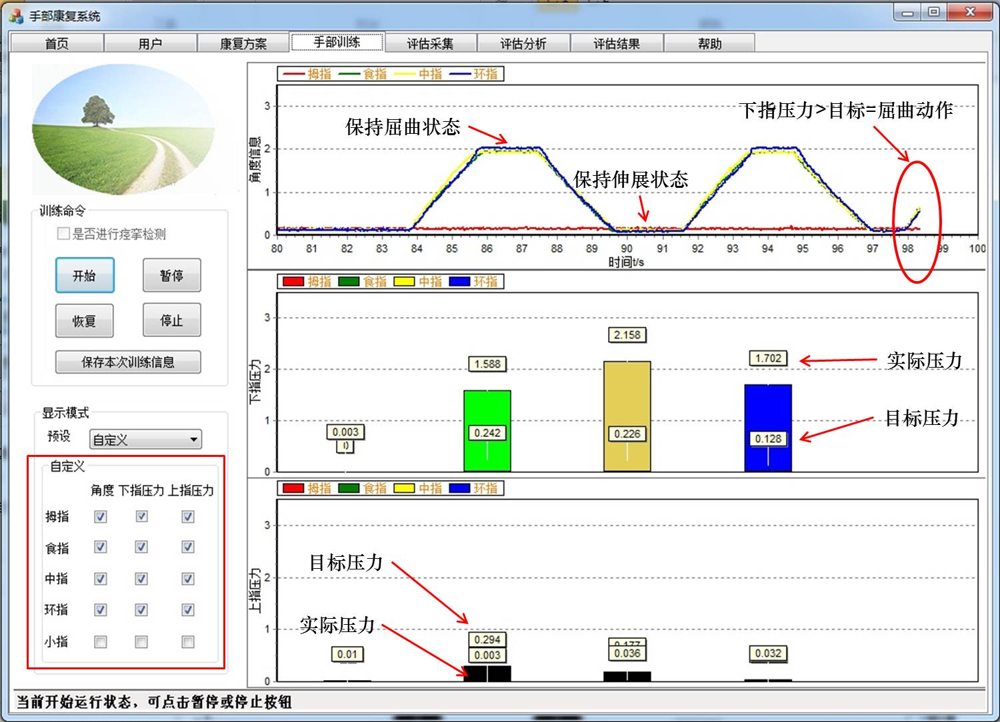 手部康复系统
首页 用户 康复方案 手部训练 评估采集 评估分析 评估结果 帮助
训练命令
是否进行痉挛检测
开始 暂停
恢复 停止
保存本次训练信息
显示模式
预设 自定义
自定义
角度 下指压力 上指压力
拇指
食指
中指
环指
小指
拇指 食指 中指 环指
角度信息
3
2
1
0
保持屈曲状态
保持伸展状态
下指压力>目标=屈曲动作
80 81 82 83 84 85 86 87 88 89 90 91 92 93 94 95 96 97 98 99 100
时间t/s
拇指 食指 中指 环指
下指压力
3
2
1
0
0.003
0
1.588
0.242
2.158
0.226
1.702
0.128
实际压力
目标压力
拇指 食指 中指 环指
上指压力
3
2
1
0
目标压力
实际压力
0.01
0.294
0.003
0.177
0.036
0.032
当前开始运行状态，可点击暂停或停止按钮